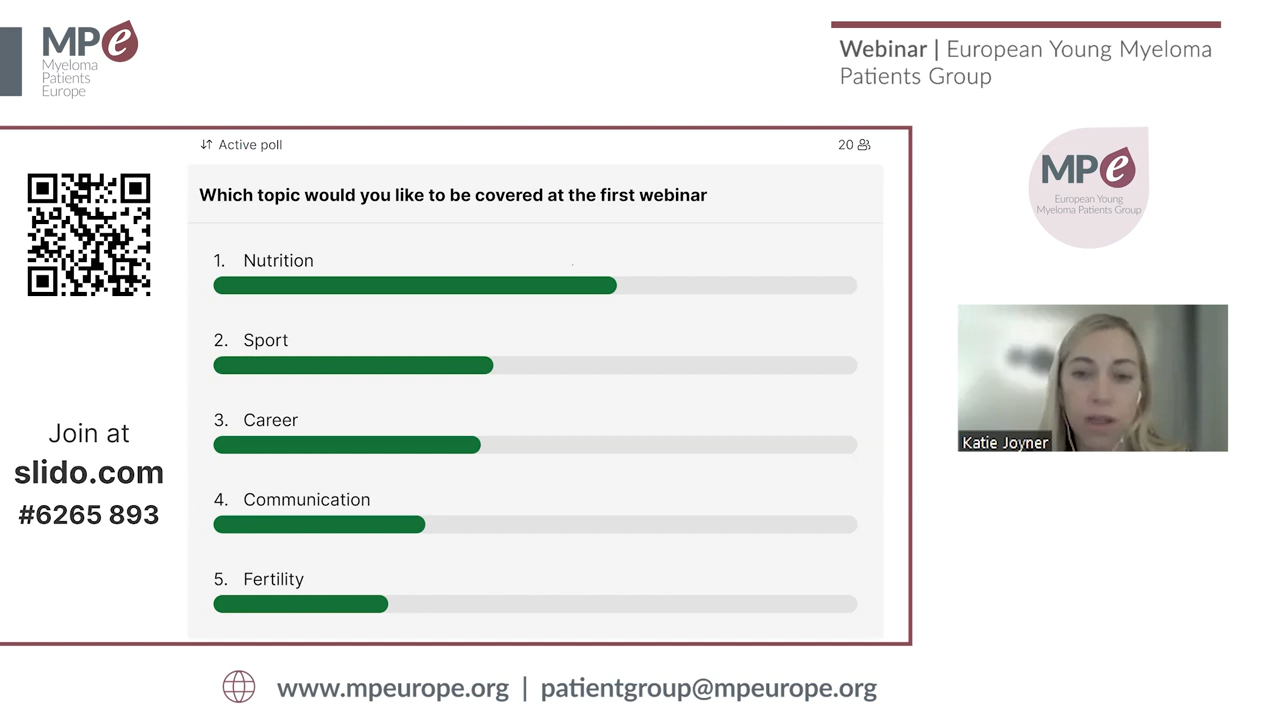 MPe
Myeloma
Patients
Europe
Webinar | European Young Myeloma
Patients Group
Active poll
20
Which topic would you like to be covered at the first webinar
1. Nutrition
2. Sport
3. Career
4. Communication
5. Fertility
Join at
slido.com
#6265 893
MPe
European Young
Myeloma Patients Group
Katie Joyner
www.mpeurope.org | patientgroup@mpeurope.org